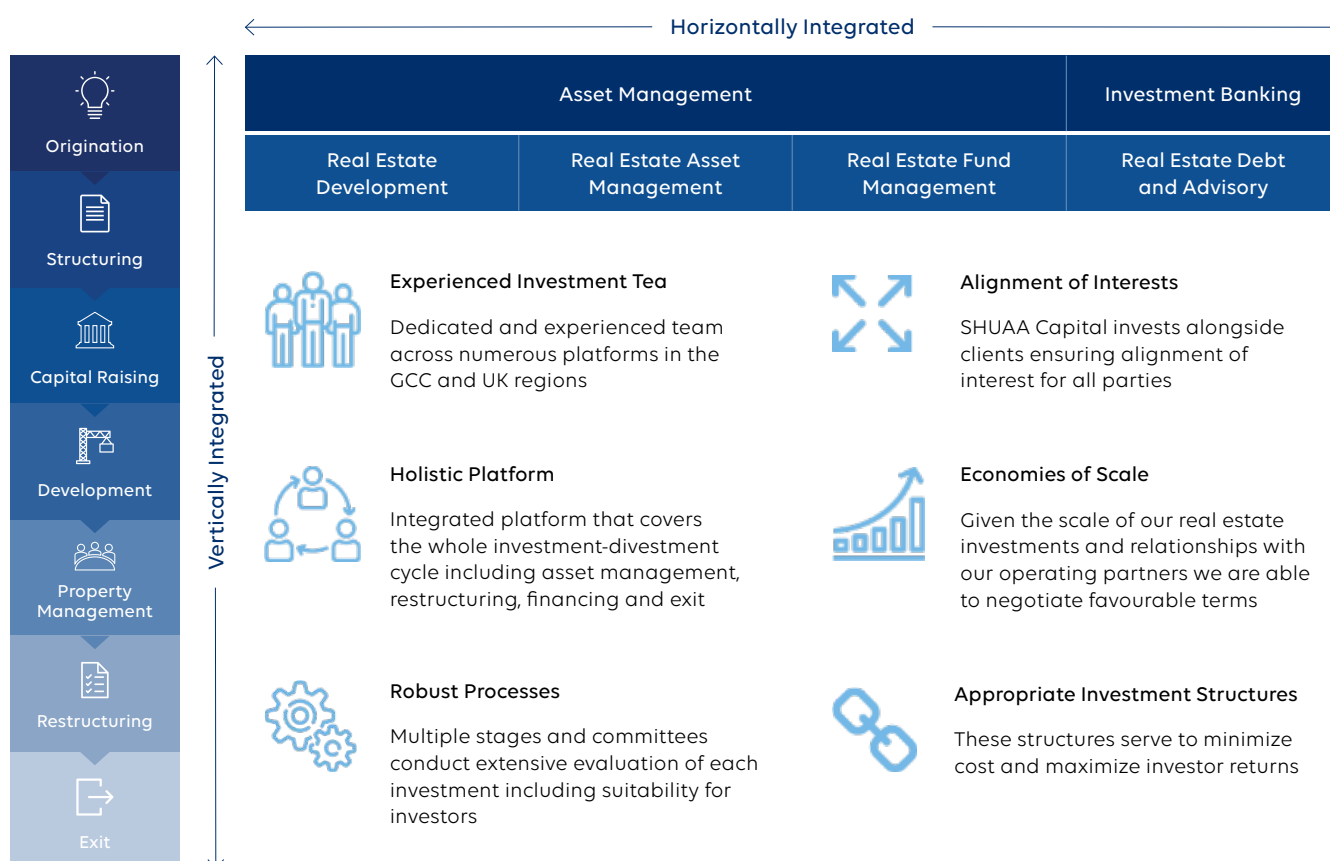 Horizontally Integrated
Asset Management
Investment Banking
Real Estate
Development
Real Estate Asset
Management
Real Estate Fund
Management
Real Estate Debt
and Advisory
Origination
Structuring
Capital Raising
Development
Property
Management
Restructuring
Exit
Vertically Integrated
Experienced Investment Tea
Dedicated and experienced team
across numerous platforms in the
GCC and UK regions
Alignment of Interests
SHUAA Capital invests alongside
clients ensuring alignment of
interest for all parties
Holistic Platform
Integrated platform that covers
the whole investment-divestment
cycle including asset management,
restructuring, financing and exit
Economies of Scale
Given the scale of our real estate
investments and relationships with
our operating partners we are able
to negotiate favourable terms
Robust Processes
Multiple stages and committees
conduct extensive evaluation of each
investment including suitability for
investors
Appropriate Investment Structures
These structures serve to minimize
cost and maximize investor returns